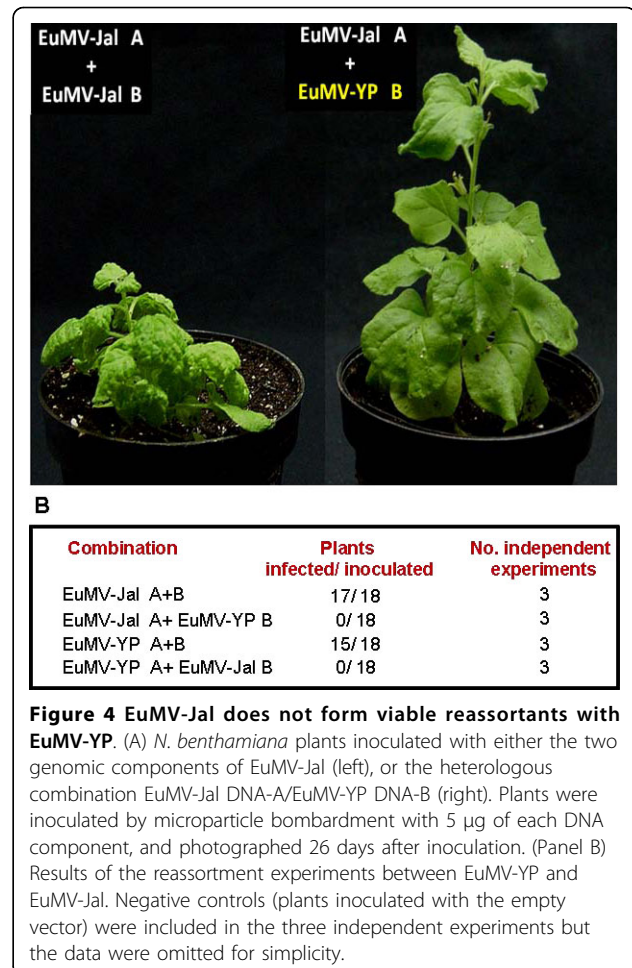 EuMV-Jal A
+
EuMV-Jal B
EuMV-Jal A
+
EuMV-YP B
B
Combination Plants infected/ inoculated No. independent experiments
EuMV-Jal A+B 17/ 18 3
EuMV-Jal A+ EuMV-YP B 0/ 18 3
EuMV-YP A+B 15/ 18 3
EuMV-YP A+ EuMV-Jal B 0/ 18 3
Figure 4 EuMV-Jal does not form viable reassortants with
EuMV-YP. (A) N. benthamiana plants inoculated with either the two
genomic components of EuMV-Jal (left), or the heterologous
combination EuMV-Jal DNA-A/EuMV-YP DNA-B (right). Plants were
inoculated by microparticle bombardment with 5 μg of each DNA
component, and photographed 26 days after inoculation. (Panel B)
Results of the reassortment experiments between EuMV-YP and
EuMV-Jal. Negative controls (plants inoculated with the empty
vector) were included in the three independent experiments but
the data were omitted for simplicity.